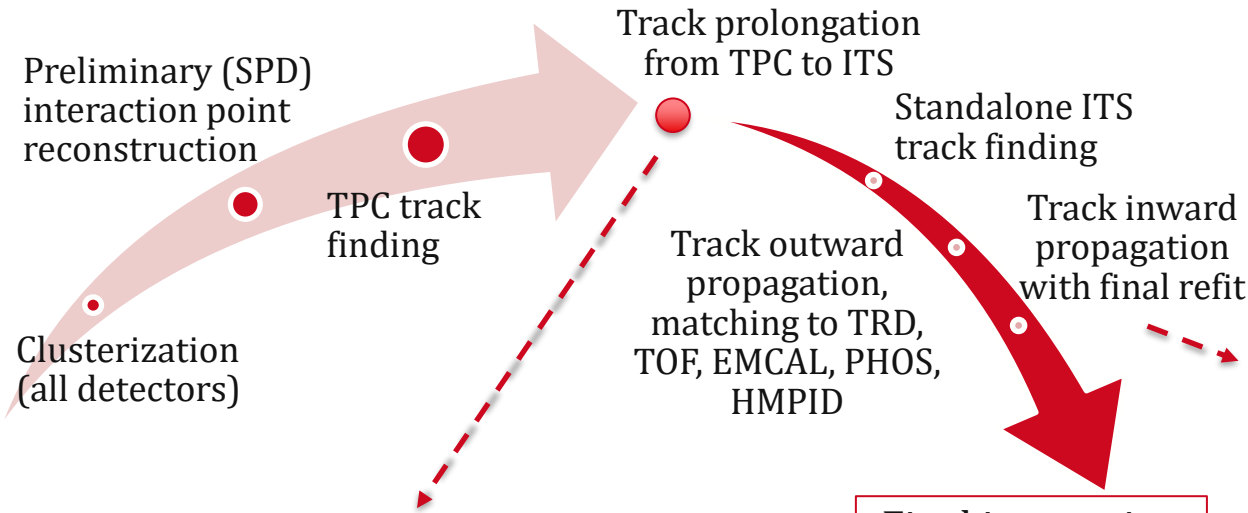 Track prolongation
from TPC to ITS
Preliminary (SPD)
interaction point
reconstruction
Standalone ITS
track finding
TPC track
finding
Track inward
propagation
with final refit
Track outward
propagation,
matching to TRD,
TOF, EMCAL, PHOS,
HMPID
Clusterization
(all detectors)